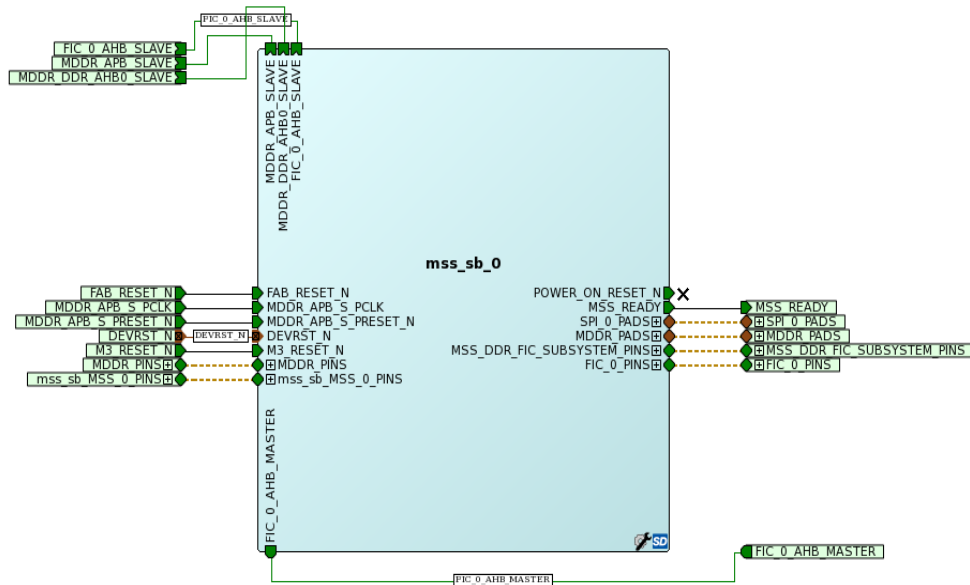 FIC_0_AHB_SLAVE
FIC_0_AHB_SLAVE
MDDR_APB_SLAVE
MDDR_DDR_AHB0_SLAVE
MDDR_APB_SLAVE
MDDR_DDR_AHB0_SLAVE
FIC_0_AHB_SLAVE
mss_sb_0
FAB_RESET_N
MDDR_APB_S_PCLK
MDDR_APB_S_PRESET_N
DEVRST_N
DEVRST_N
M3_RESET_N
MDDR_PINS
mss_sb_MSS_0_PINS
FAB_RESET_N
MDDR_APB_S_PCLK
MDDR_APB_S_PRESET_N
DEVRST_N
M3_RESET_N
MDDR_PINS
mss_sb_MSS_0_PINS
POWER_ON_RESET_N
MSS_READY
SPI_0_PADS
MDDR_PADS
MSS_DDR_FIC_SUBSYSTEM_PINS
FIC_0_PINS
MSS_READY
SPI_0_PADS
MDDR_PADS
MSS_DDR_FIC_SUBSYSTEM_PINS
FIC_0_PINS
FIC_0_AHB_MASTER
SD
FIC_0_AHB_MASTER
FIC_0_AHB_MASTER